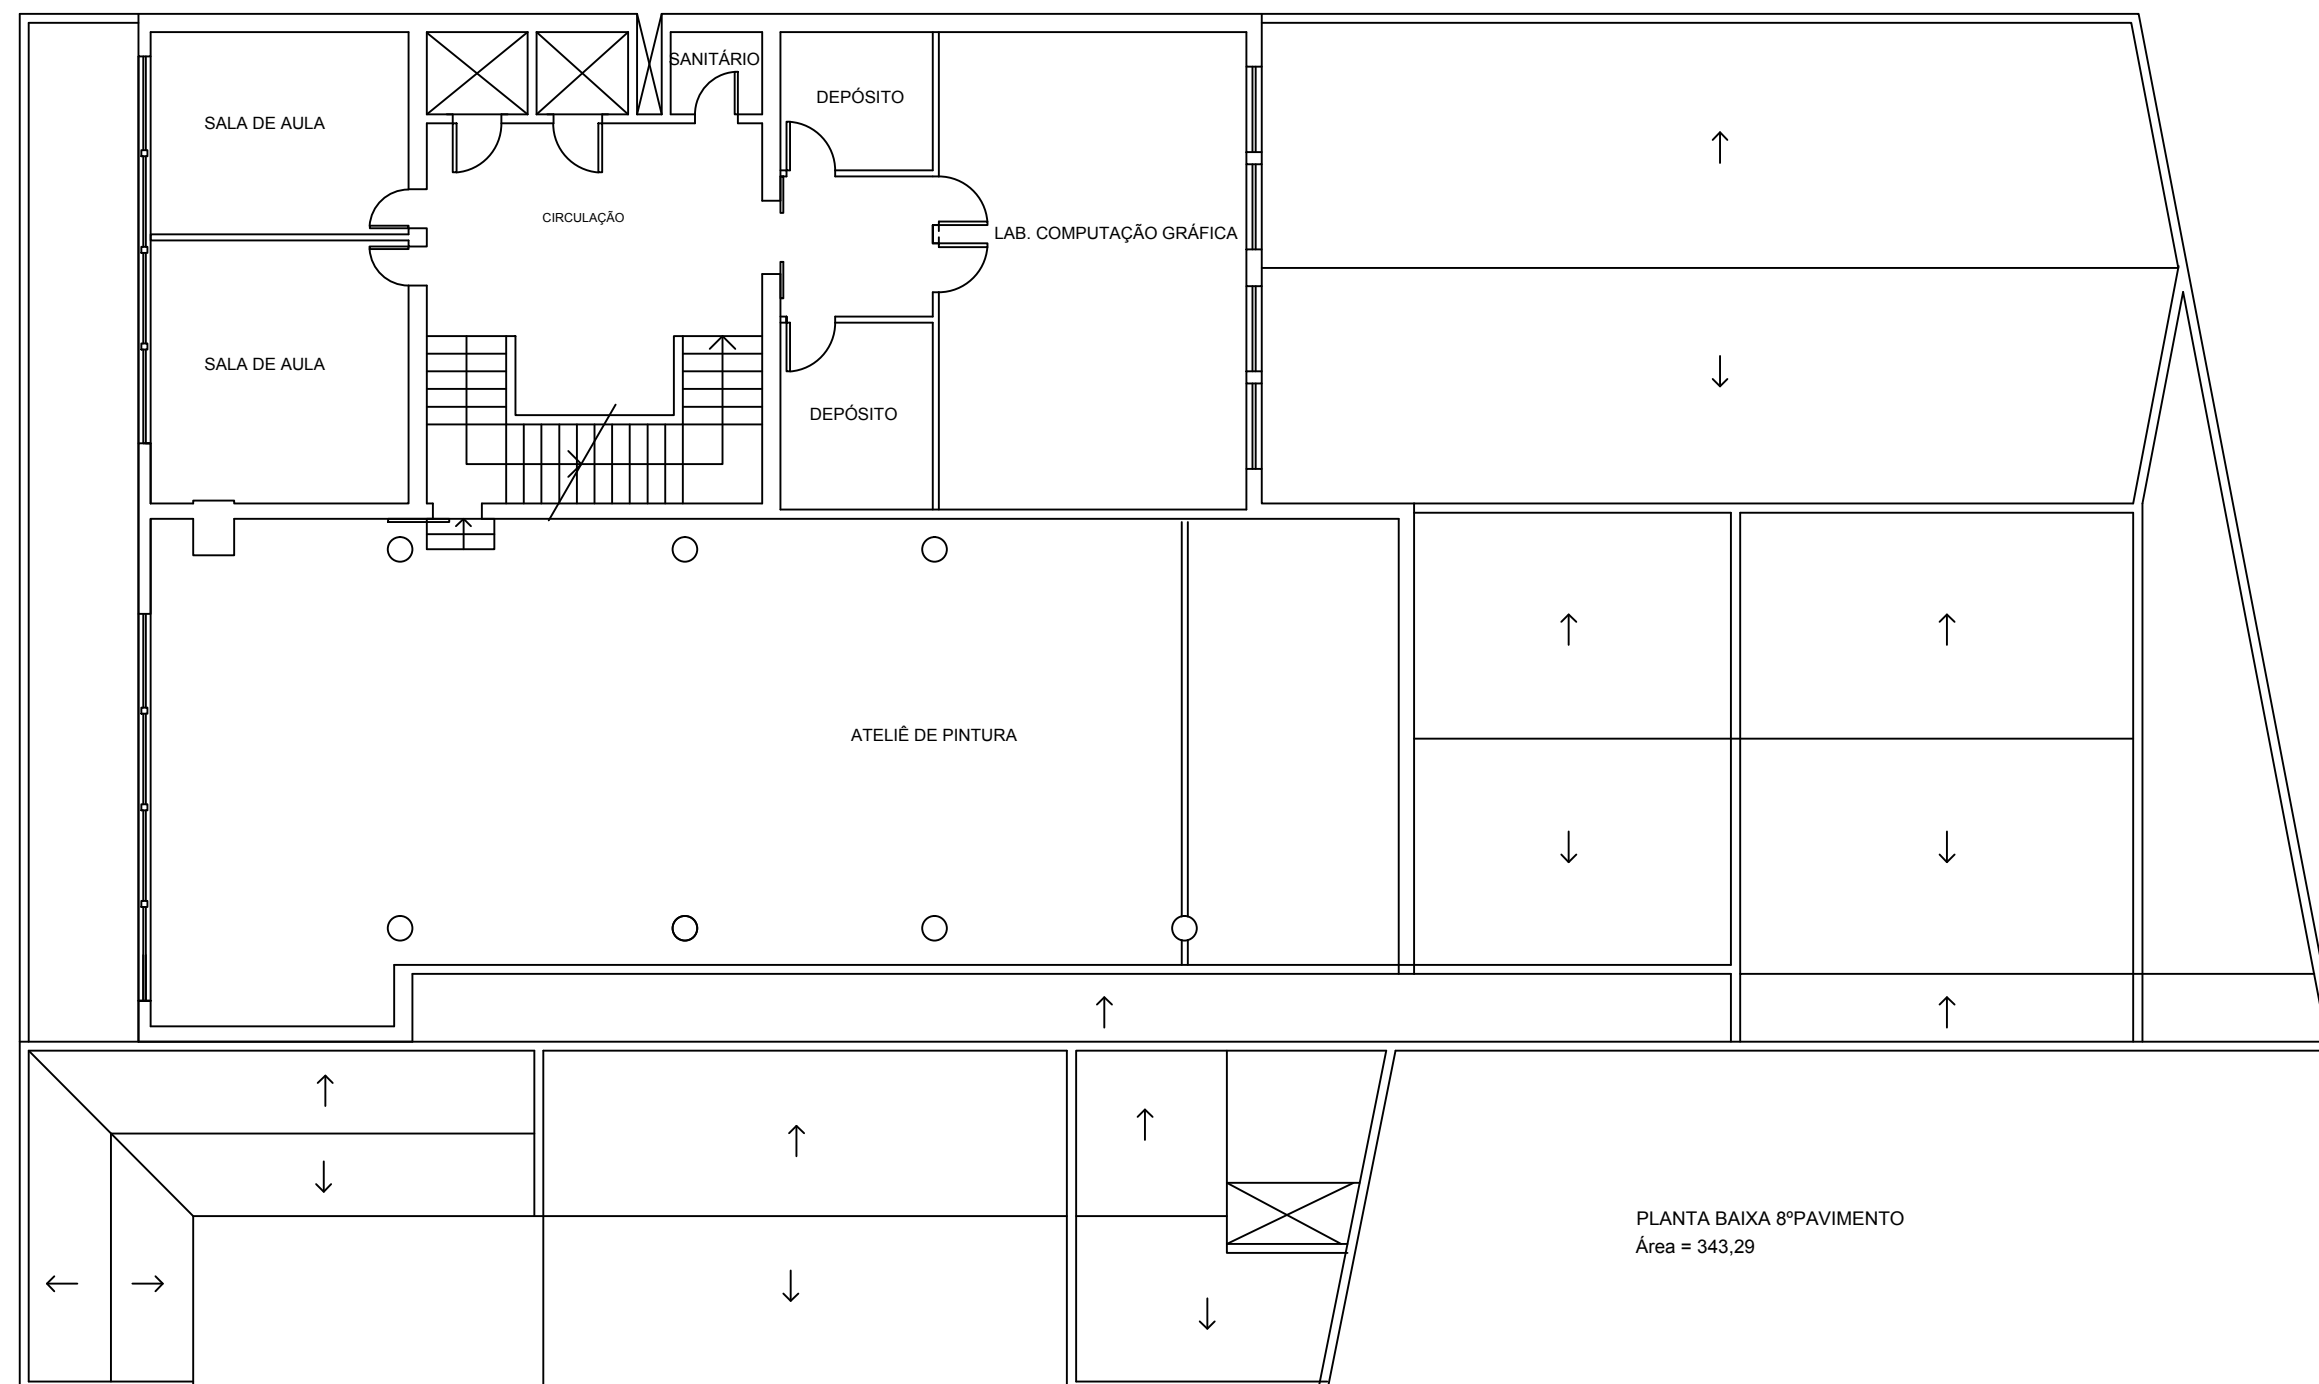 SANITÁRIO
DEPÓSITO
SALA DE AULA
CIRCULAÇÃO
LAB. COMPUTAÇÃO GRÁFICA
SALA DE AULA
DEPÓSITO
ATELIÊ DE PINTURA
PLANTA BAIXA 8ºPAVIMENTO
Área = 343,29